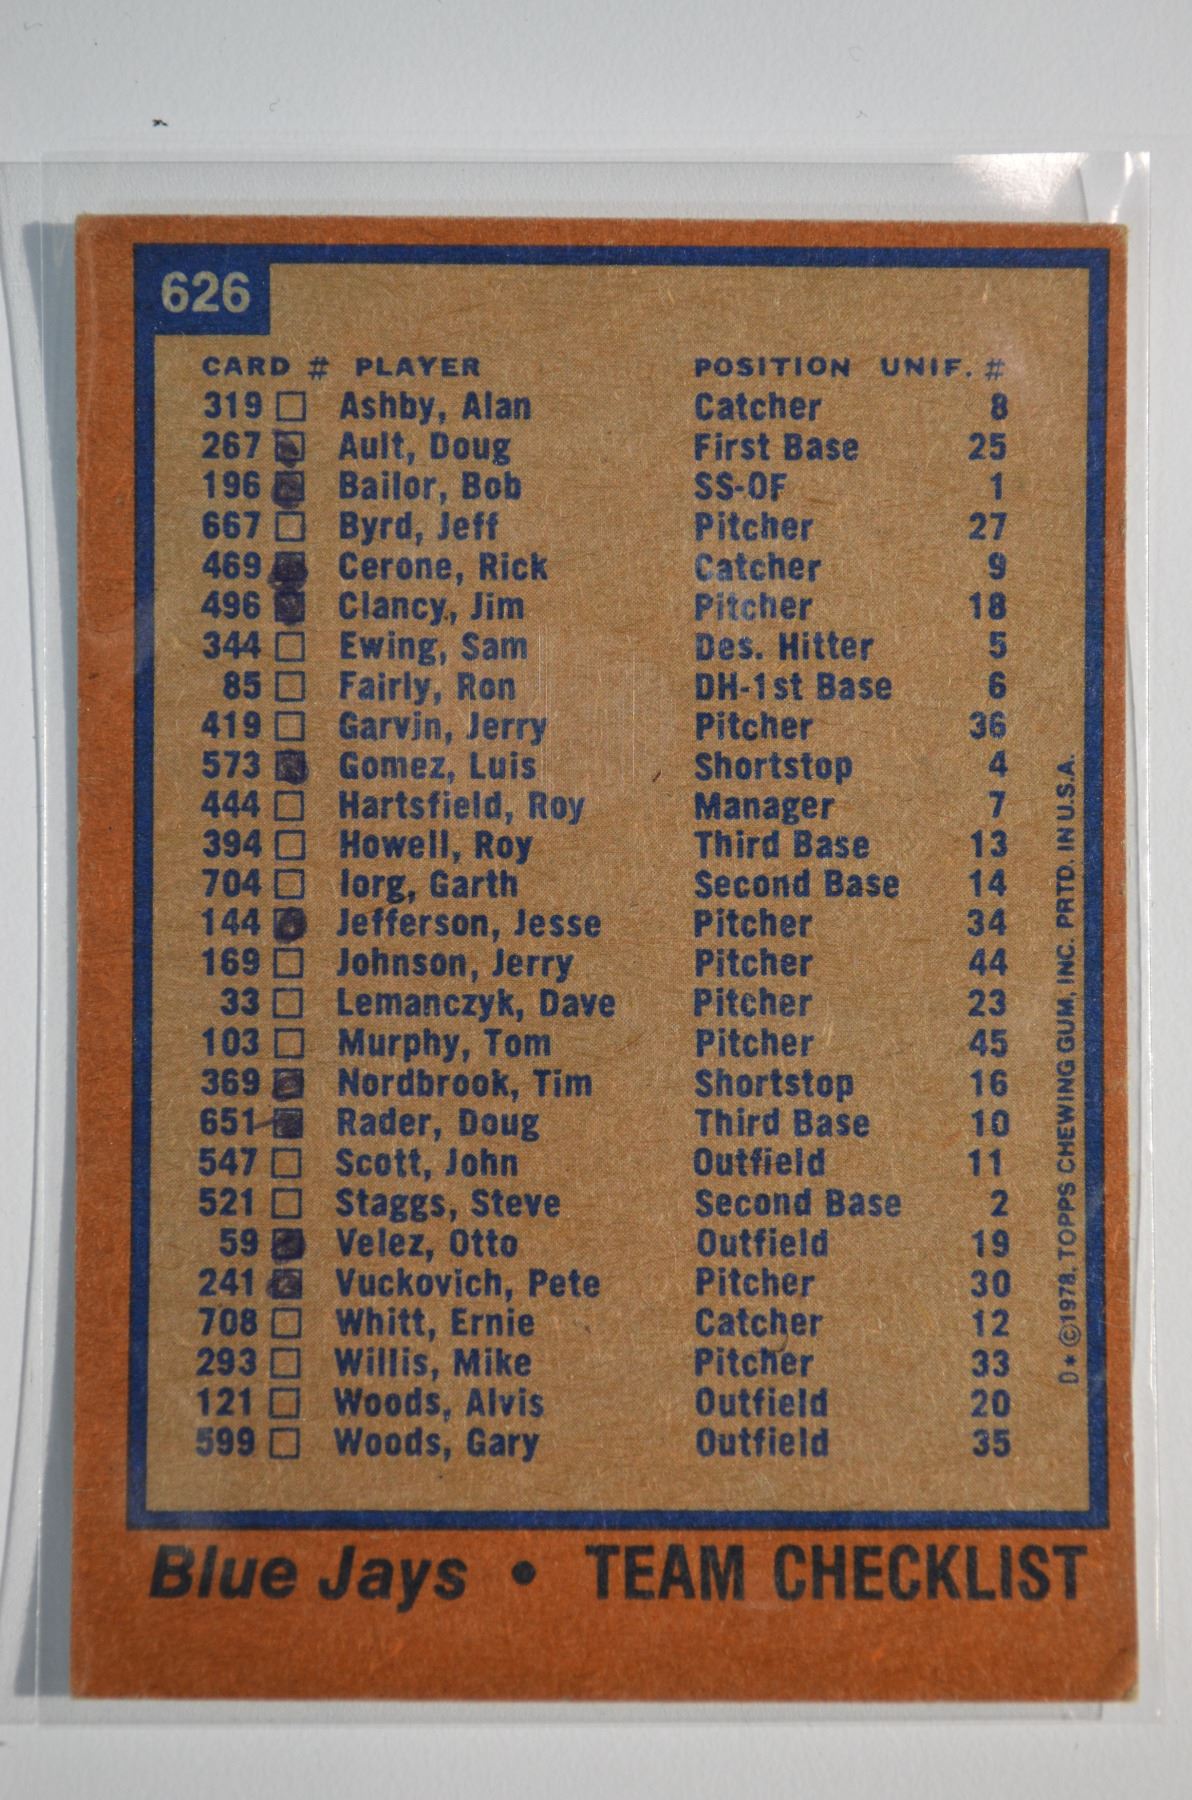 626
CARD # PLAYER POSITION UNIF. #
319 Ashby, Alan Catcher 8
267 Ault, Doug First Base 25
196 Bailor, Bob SS-OF 1
667 Byrd, Jeff Pitcher 27
469 Cerone, Rick Catcher 9
496 Clancy, Jim Pitcher 18
344 Ewing, Sam Des. Hitter 5
85 Fairly, Ron DH-1st Base 6
419 Garvin, Jerry Pitcher 36
573 Gomez, Luis Shortstop 4
444 Hartsfield, Roy Manager 7
394 Howell, Roy Third Base 13
704 Iorg, Garth Second Base 14
144 Jefferson, Jesse Pitcher 34
169 Johnson, Jerry Pitcher 44
33 Lemanczyk, Dave Pitcher 23
103 Murphy, Tom Pitcher 45
369 Nordbrook, Tim Shortstop 16
651 Rader, Doug Third Base 10
547 Scott, John Outfield 11
521 Staggs, Steve Second Base 2
59 Velez, Otto Outfield 19
241 Vuckovich, Pete Pitcher 30
708 Whitt, Ernie Catcher 12
293 Willis, Mike Pitcher 33
121 Woods, Alvis Outfield 20
599 Woods, Gary Outfield 35
D★ ©1978. TOPPS CHEWING GUM, INC. PRTD. IN U.S.A.
Blue Jays • TEAM CHECKLIST